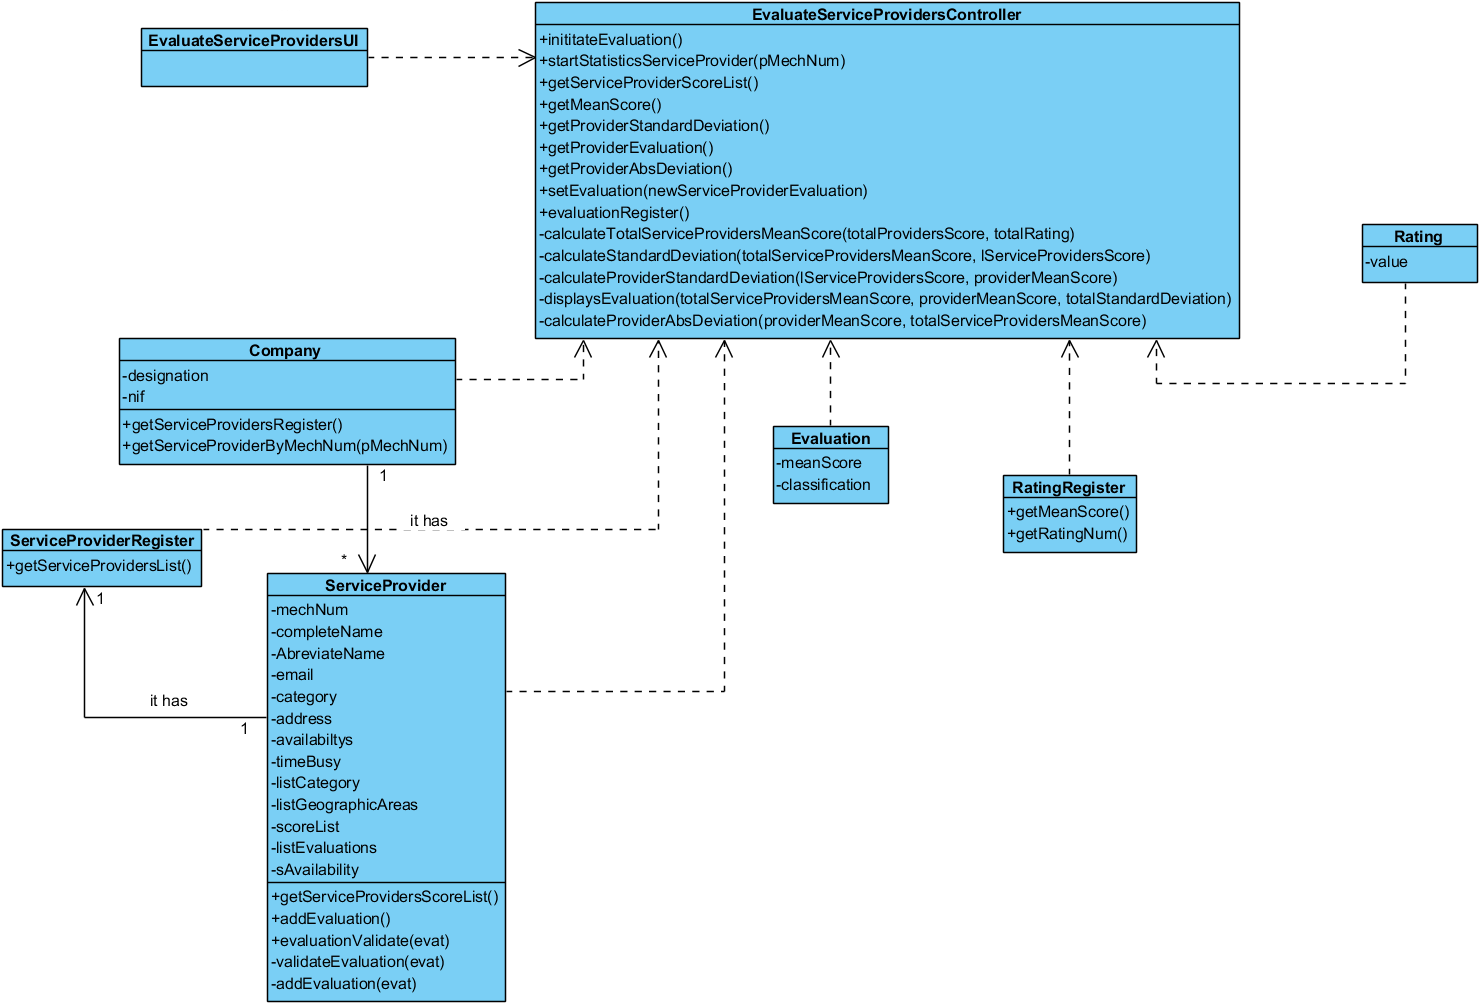 EvaluateServiceProvidersController
+inititateEvaluation()
+startStatisticsServiceProvider(pMechNum)
+getServiceProviderScoreList()
+getMeanScore()
+getProviderStandardDeviation()
+getProviderEvaluation()
+getProviderAbsDeviation()
+setEvaluation(newServiceProviderEvaluation)
+evaluationRegister()
-calculateTotalServiceProvidersMeanScore(totalProvidersScore, totalRating)
-calculateStandardDeviation(totalServiceProvidersMeanScore, lServiceProvidersScore)
-calculateProviderStandardDeviation(lServiceProvidersScore, providerMeanScore)
-displaysEvaluation(totalServiceProvidersMeanScore, providerMeanScore, totalStandardDeviation)
-calculateProviderAbsDeviation(providerMeanScore, totalServiceProvidersMeanScore)
EvaluateServiceProvidersUI
Rating
-value
Company
-designation
-nif
+getServiceProvidersRegister()
+getServiceProviderByMechNum(pMechNum)
Evaluation
-meanScore
-classification
RatingRegister
+getMeanScore()
+getRatingNum()
1
it has
*
ServiceProviderRegister
+getServiceProvidersList()
1
it has
1
ServiceProvider
-mechNum
-completeName
-AbreviateName
-email
-category
-address
-availabiltys
-timeBusy
-listCategory
-listGeographicAreas
-scoreList
-listEvaluations
-sAvailability
+getServiceProvidersScoreList()
+addEvaluation()
+evaluationValidate(evat)
-validateEvaluation(evat)
-addEvaluation(evat)